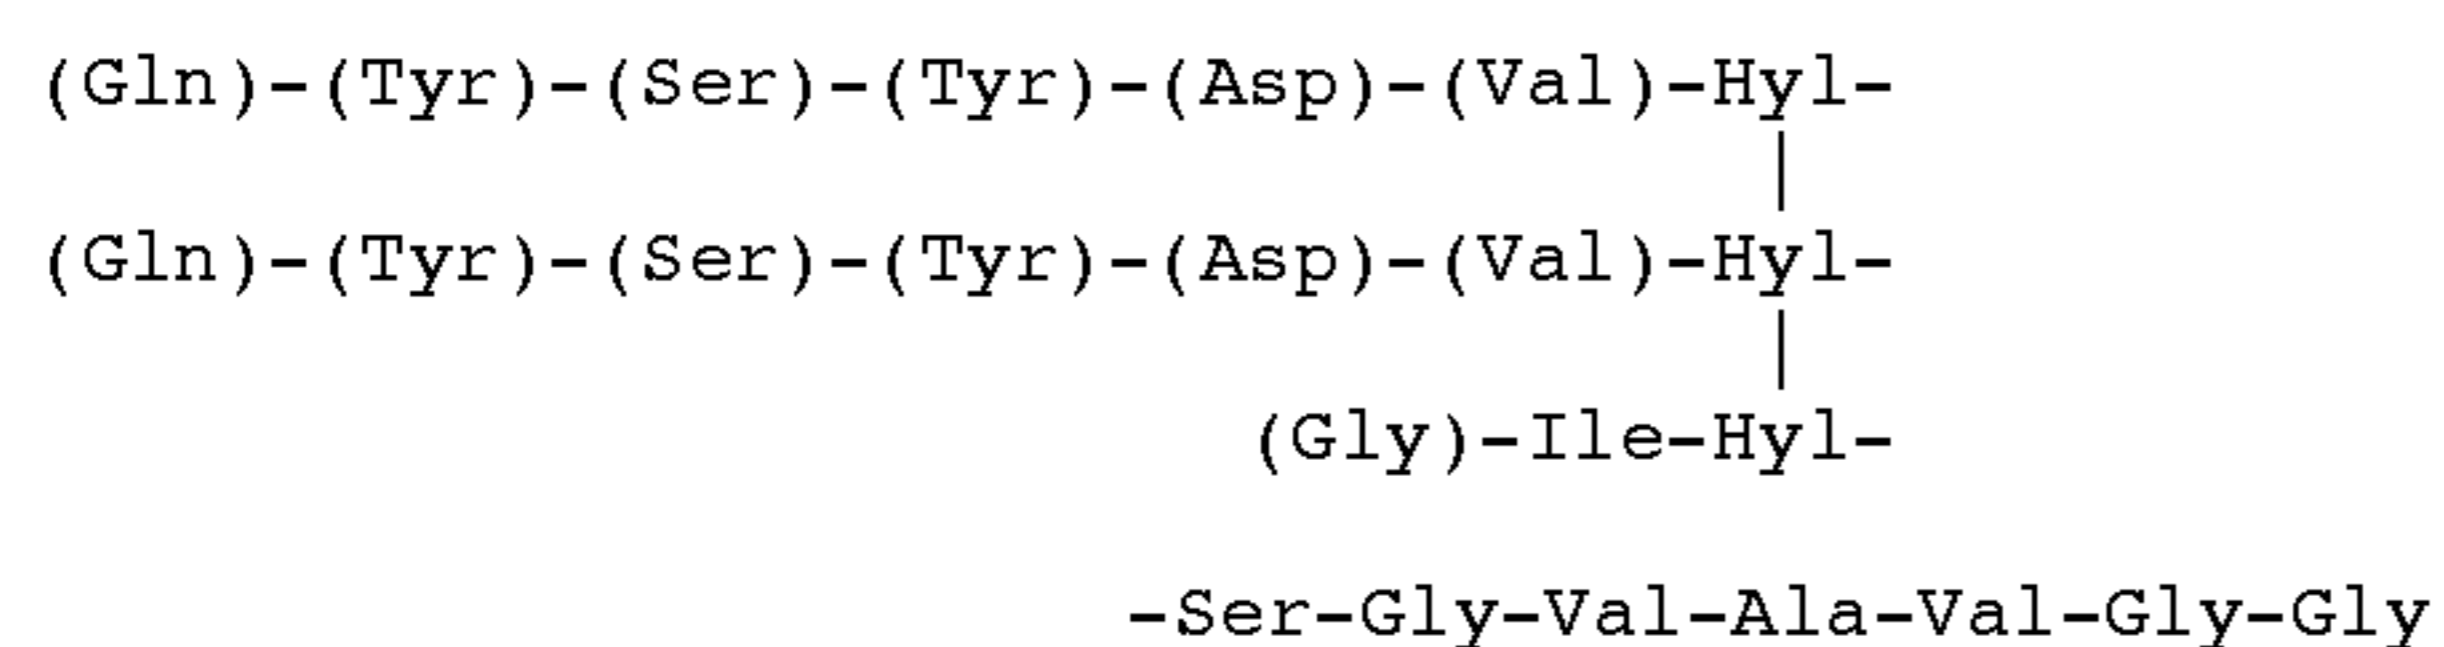 (Gln)-(Tyr)-(Ser)-(Tyr)-(Asp)-(Val)-Hyl-
(Gln)-(Tyr)-(Ser)-(Tyr)-(Asp)-(Val)-Hyl-
(Gly)-Ile-Hyl-
-Ser-Gly-Val-Ala-Val-Gly-Gly